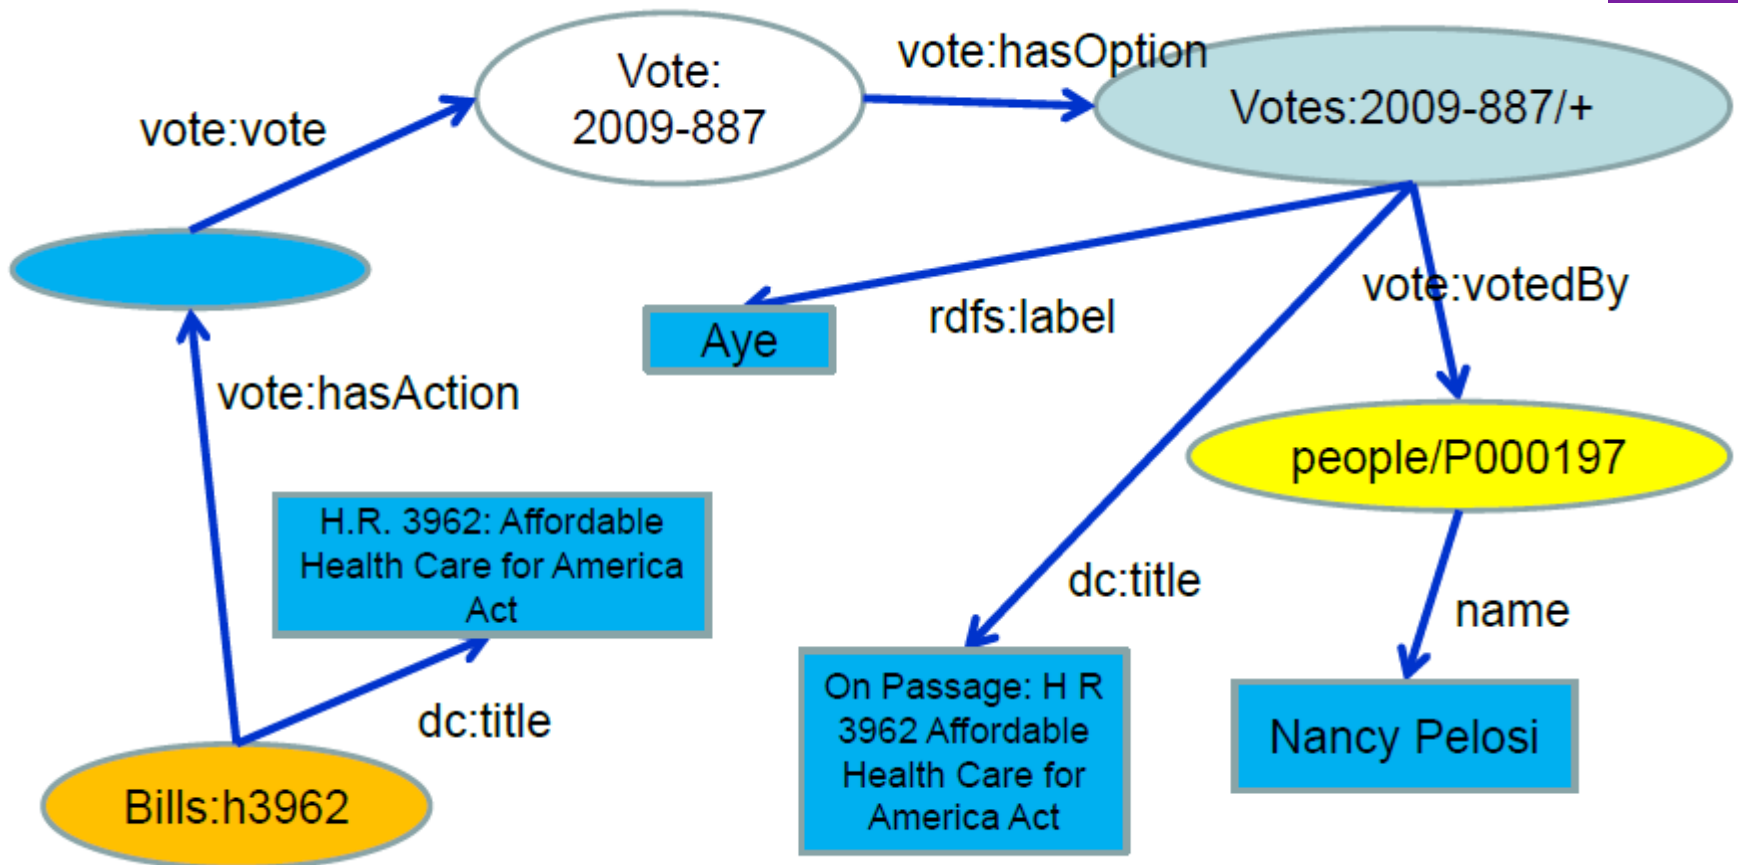 Vote:
2009-887
vote:hasOption
Votes:2009-887/+
vote:vote
vote:hasAction
Aye
rdfs:label
vote:votedBy
people/P000197
H.R. 3962: Affordable
Health Care for America
Act
dc:title
dc:title
name
Bills:h3962
On Passage: H R
3962 Affordable
Health Care for
America Act
Nancy Pelosi